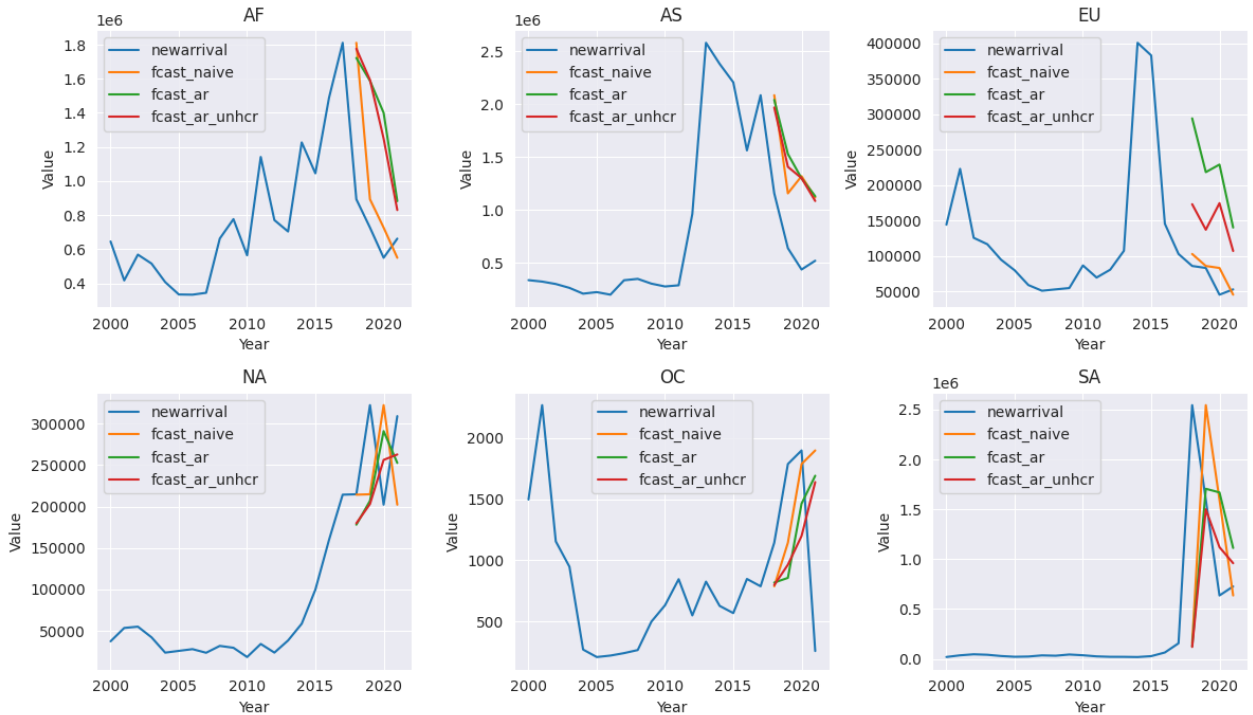 AF
1e6
newarrival
fcast_naive
fcast_ar
fcast_ar_unhcr
1.8
1.6
1.4
1.2
1.0
0.8
0.6
0.4
Value
2000
2005
2010
2015
2020
Year
AS
1e6
newarrival
fcast_naive
fcast_ar
fcast_ar_unhcr
2.5
2.0
1.5
1.0
0.5
Value
2000
2005
2010
2015
2020
Year
EU
newarrival
fcast_naive
fcast_ar
fcast_ar_unhcr
400000
350000
300000
250000
200000
150000
100000
50000
Value
2000
2005
2010
2015
2020
Year
NA
newarrival
fcast_naive
fcast_ar
fcast_ar_unhcr
300000
250000
200000
150000
100000
50000
Value
2000
2005
2010
2015
2020
Year
OC
newarrival
fcast_naive
fcast_ar
fcast_ar_unhcr
2000
1500
1000
500
Value
2000
2005
2010
2015
2020
Year
SA
1e6
newarrival
fcast_naive
fcast_ar
fcast_ar_unhcr
2.5
2.0
1.5
1.0
0.5
0.0
Value
2000
2005
2010
2015
2020
Year